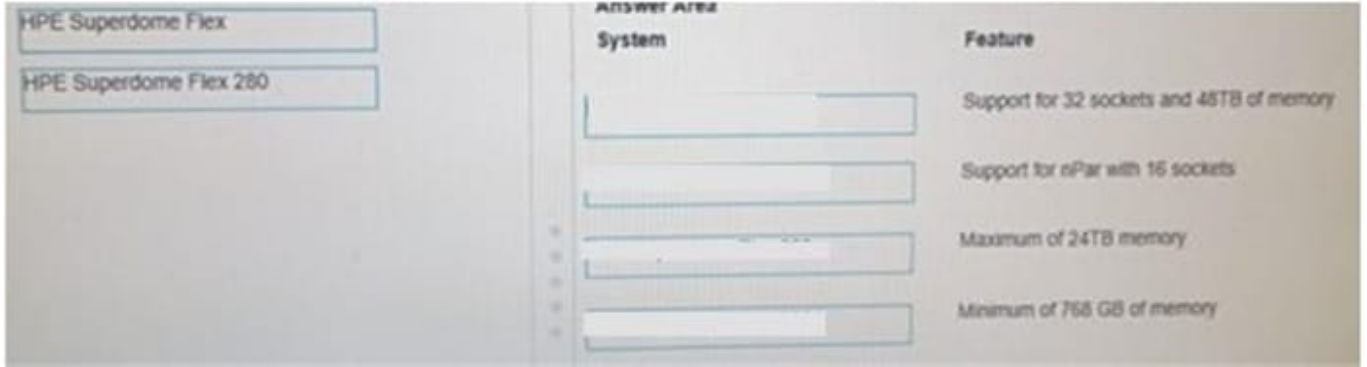 HPE Superdome Flex
HPE Superdome Flex 280
Answer Area
System
Feature
Support for 32 sockets and 48TB of memory
Support for nPar with 16 sockets
Maximum of 24TB memory
Minimum of 768 GB of memory